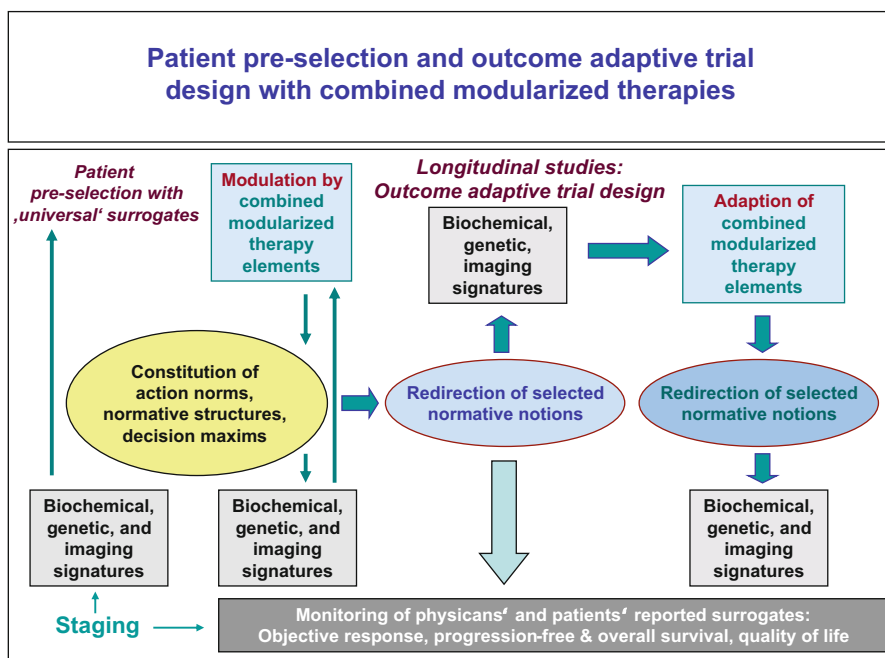 Patient pre-selection and outcome adaptive trial
design with combined modularized therapies
Patient
pre-selection with
‚universal‘ surrogates
Modulation by
combined
modularized
therapy
elements
Longitudinal studies:
Outcome adaptive trial design
Biochemical,
genetic,
imaging
signatures
Adaption of
combined
modularized
therapy
elements
Constitution of
action norms,
normative structures,
decision maxims
Redirection of selected
normative notions
Redirection of selected
normative notions
Biochemical,
genetic, and
imaging
signatures
Biochemical,
genetic, and
imaging
signatures
Biochemical,
genetic, and
imaging
signatures
Staging
Monitoring of physicans‘ and patients‘ reported surrogates:
Objective response, progression-free & overall survival, quality of life